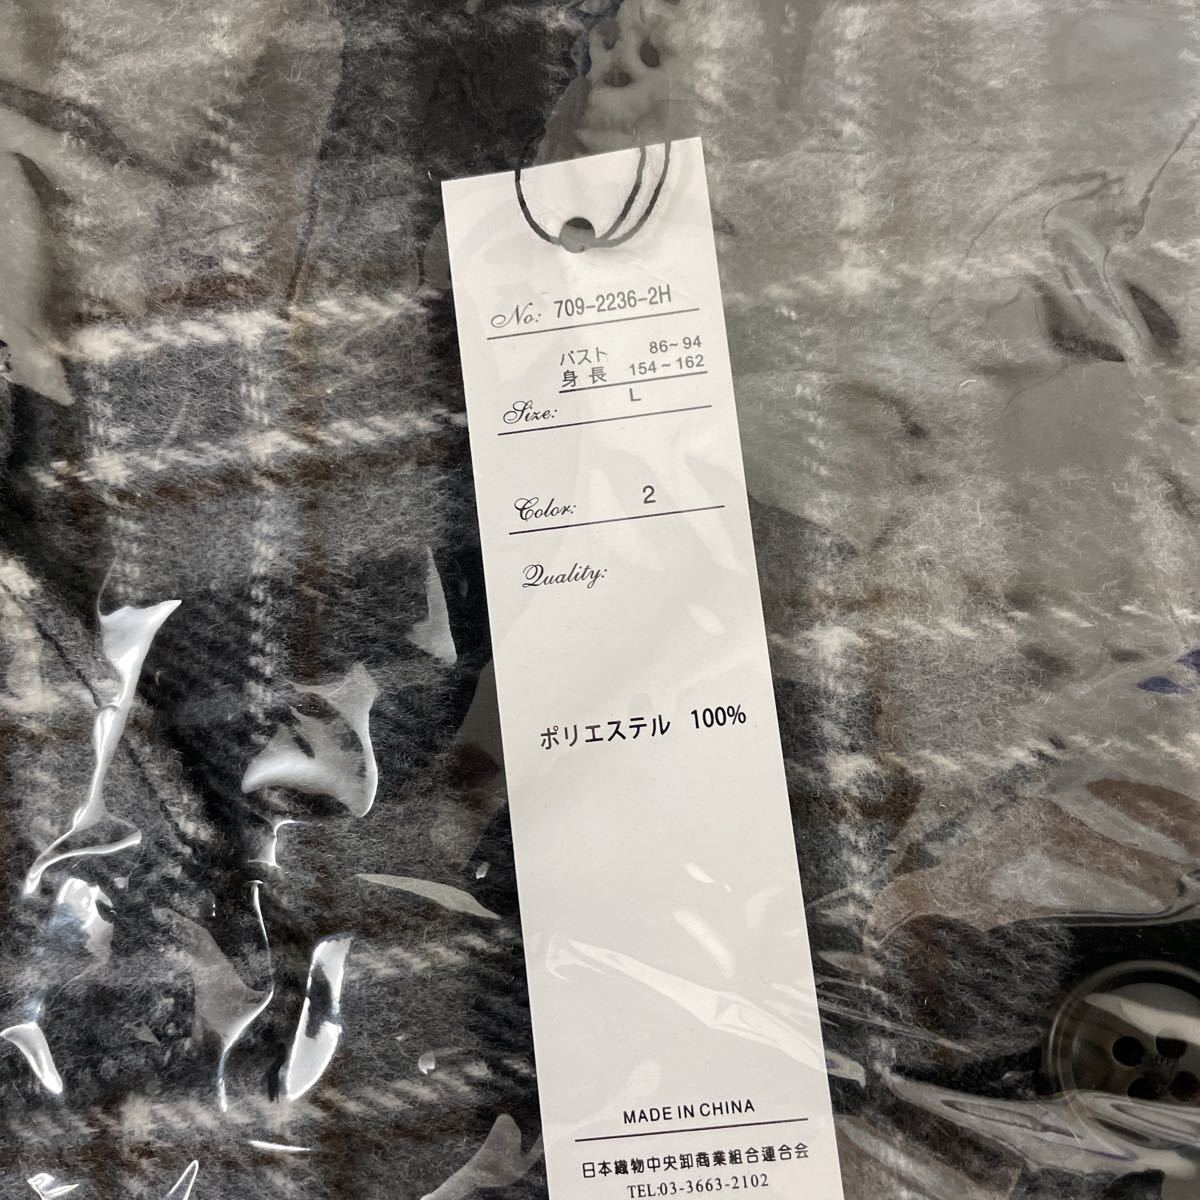 No: 709-2236-2H
バスト 86~94
身長 154~162
Size: L
Color: 2
Quality:
ポリエステル 100%
MADE IN CHINA
日本織物中央卸商業組合連合会
TEL:03-3663-2102